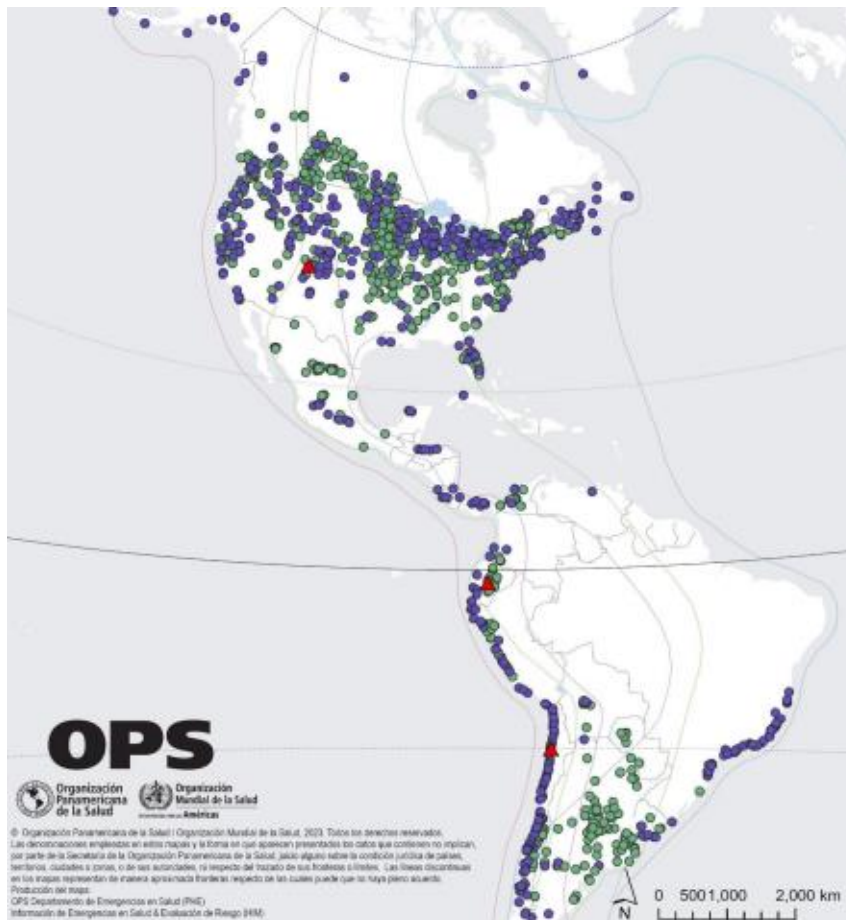 OPS
Organización
Panamericana
de la Salud
Organización
Mundial de la Salud
Américas
© Organización Panamericana de la Salud / Organización Mundial de la Salud, 2023. Todos los derechos reservados.
Las denominaciones empleadas en estos mapas y la forma en que aparecen presentados los datos que contienen no implican,
por parte de la Secretaría de la Organización Panamericana de la Salud, juicio alguno sobre la condición jurídica de países,
territorios, ciudades o zonas, o de sus autoridades, ni respecto del trazado de sus fronteras o límites. Las líneas discontinuas
en los mapas representan de manera aproximada fronteras respecto de las cuales puede que no haya pleno acuerdo.
Producción del mapa:
OPS Departamento de Emergencias en Salud (PHE)
Información de Emergencias en Salud & Evaluación de Riesgo (HIM)
N
0 500 1,000 2,000 km